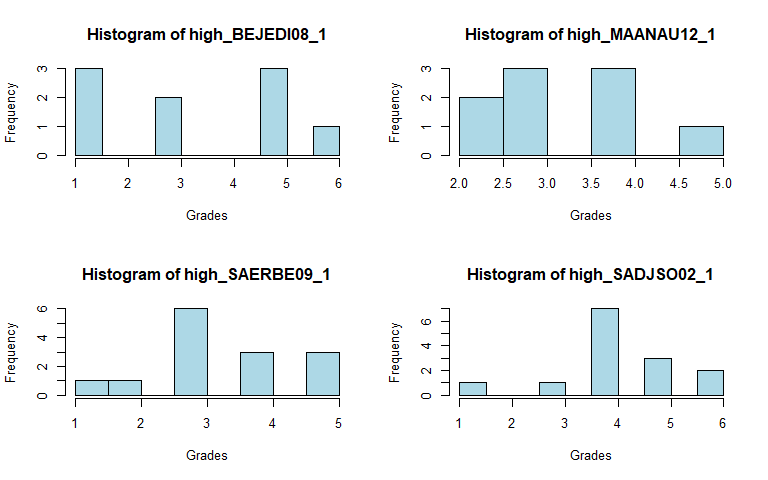 Histogram of high_BEJEDI08_1
Frequency
0 1 2 3
1 2 3 4 5 6
Grades
Histogram of high_MAANAU12_1
Frequency
0 1 2 3
2.0 2.5 3.0 3.5 4.0 4.5 5.0
Grades
Histogram of high_SAERBE09_1
Frequency
0 2 4 6
1 2 3 4 5
Grades
Histogram of high_SADJSO02_1
Frequency
0 2 4 6
1 2 3 4 5 6
Grades